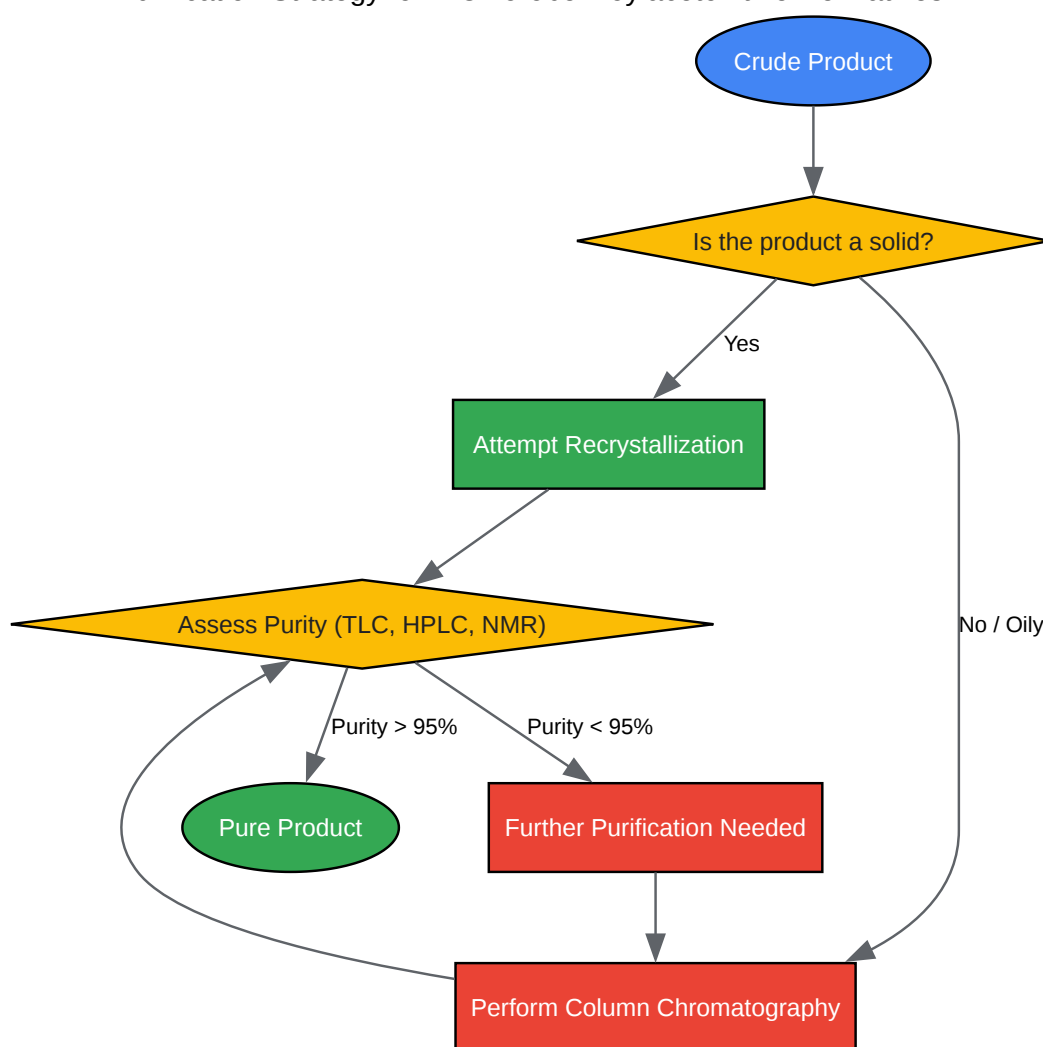 Crude Product
Is the product a solid?
Yes
Attempt Recrystallization
Assess Purity (TLC, HPLC, NMR)
No / Oily
Purity > 95%
Purity < 95%
Pure Product
Further Purification Needed
Perform Column Chromatography